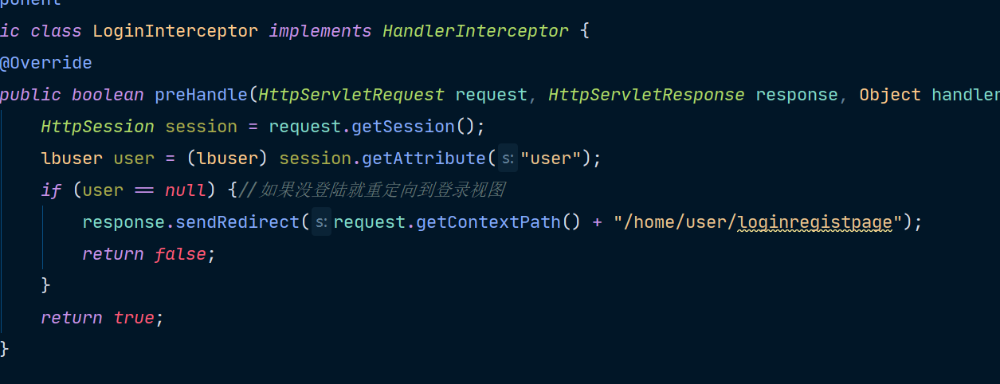 ponent
ic class LoginInterceptor implements HandlerInterceptor {
@Override
public boolean preHandle(HttpServletRequest request, HttpServletResponse response, Object handler
HttpSession session = request.getSession();
lbuser user = (lbuser) session.getAttribute( s: "user");
if (user == null) {//如果没登陆就重定向到登录视图
response.sendRedirect( s: request.getContextPath() + "/home/user/loginregistpage");
return false;
}
return true;
}